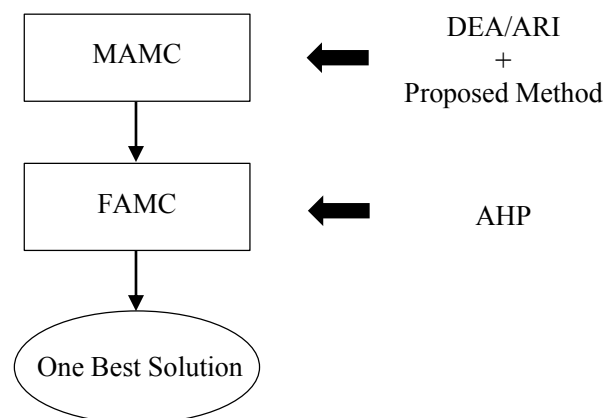 MAMC
DEA/ARI
+
Proposed Method
FAMC
AHP
One Best Solution